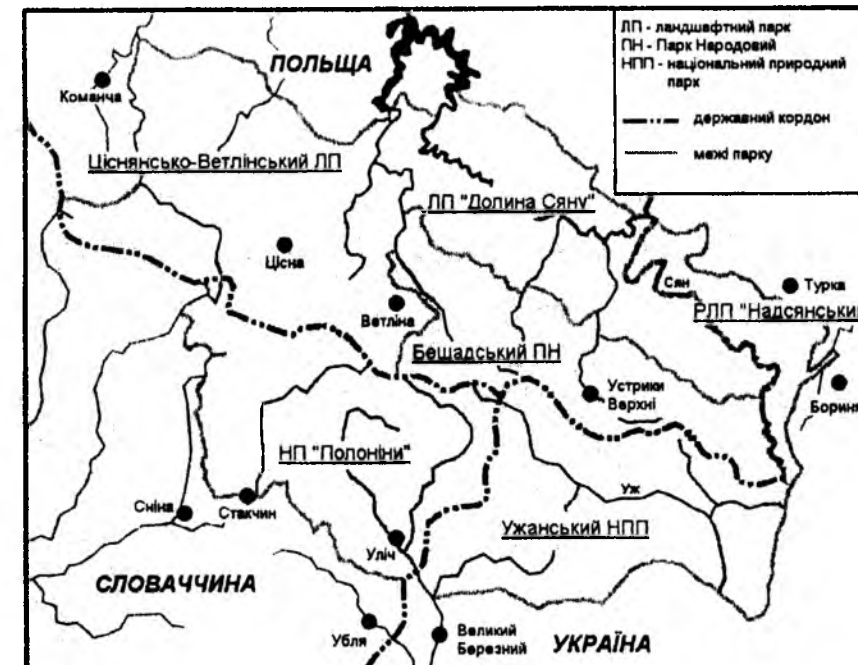 ЛП - ландшафтний парк
ПН - Парк Народовий
НПП - національний природний
парк
державний кордон
межі парку
ПОЛЬЩА
Команча
Ціснянсько-Ветлінський ЛП
ЛП "Долина Сяну"
Цісна
Сян
Турка
Ветліна
РЛП "Надсянський
Бещадський ПН
Устрики
Верхні
Бориня
НП "Полоніни"
Уж
Сніна
Стакчин
Ужанський НПП
Уліч
СЛОВАЧЧИНА
Убля
Великий
Березний
УКРАЇНА